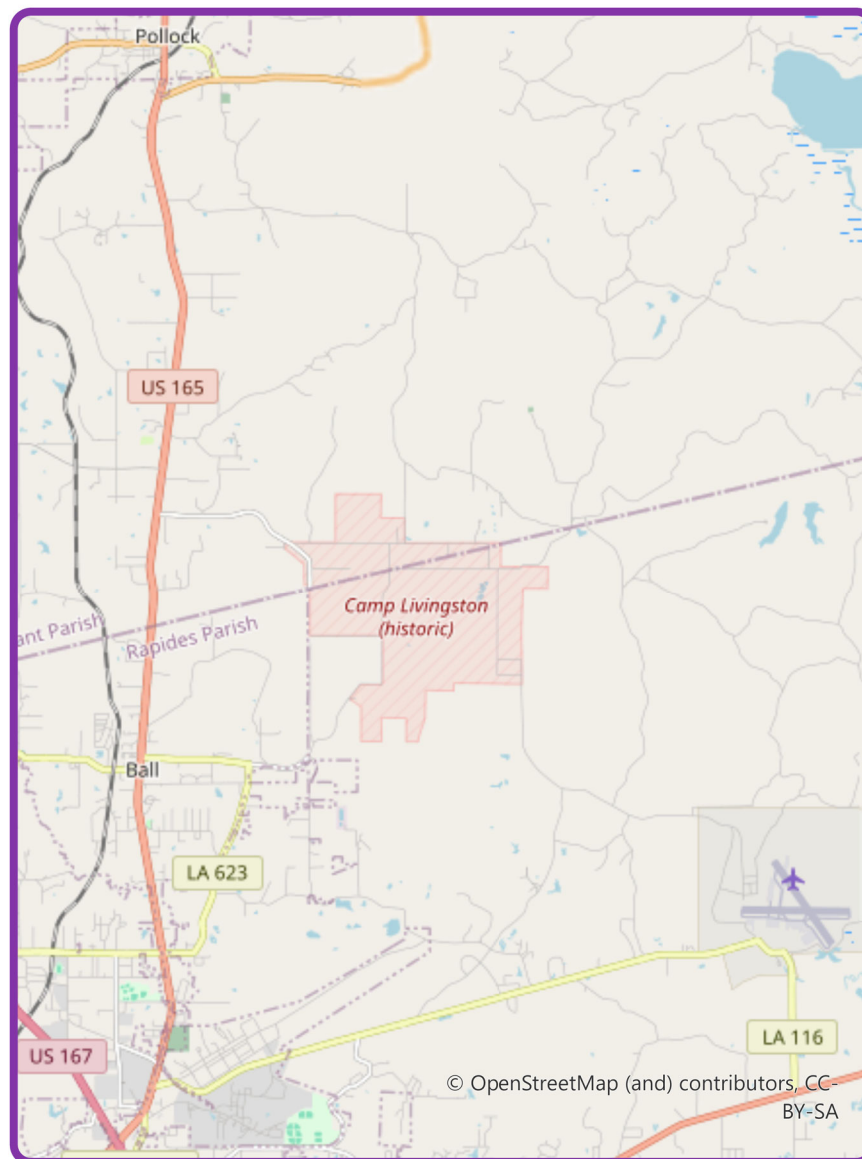 Pollock
US 165
Camp Livingston
(historic)
ant Parish
Rapides Parish
Ball
LA 623
LA 116
US 167
© OpenStreetMap (and) contributors, CC-
BY-SA